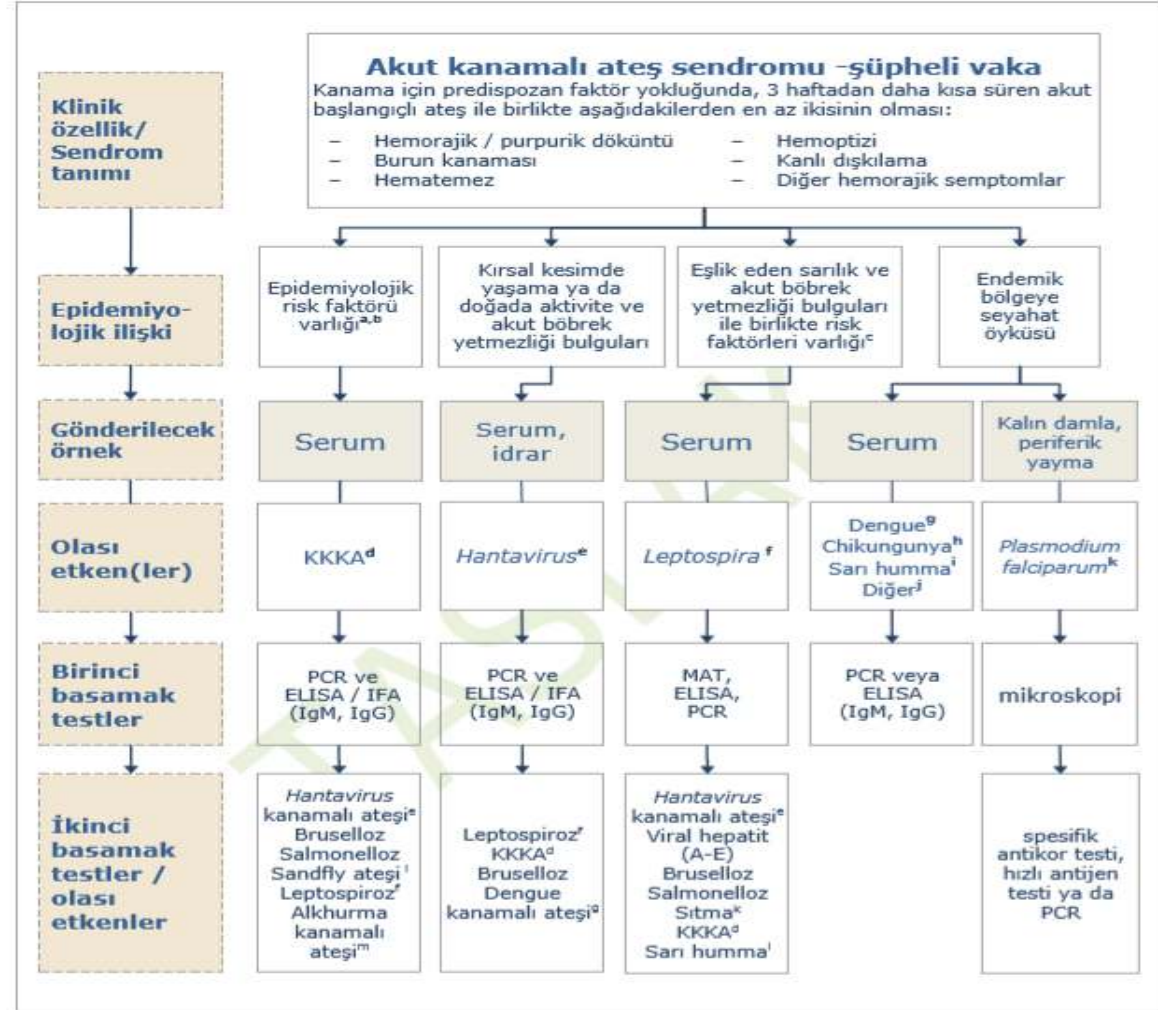 Akut kanamalı ateş sendromu -şüpheli vaka
Kanama için predispozan faktör yokluğunda, 3 haftadan daha kısa süren akut
başlangıçlı ateş ile birlikte aşağıdakilerden en az ikisinin olması:
– Hemorajik / purpurik döküntü
– Burun kanaması
– Hematemez
– Hemoptizi
– Kanlı dışkılama
– Diğer hemorajik semptomlar
Klinik
özellik/
Sendrom
tanımı
Epidemiyo-
lojik ilişki
Epidemiyolojik
risk faktörü
varlığıa,b
Kırsal kesimde
yaşama ya da
doğada aktivite ve
akut böbrek
yetmezliği bulguları
Eşlik eden sarılık ve
akut böbrek
yetmezliği bulguları
ile birlikte risk
faktörleri varlığıc
Endemik
bölgeye
seyahat
öyküsü
Gönderilecek
örnek
Serum
Serum,
idrar
Serum
Serum
Kalın damla,
periferik
yayma
Olası
etken(ler)
KKKAd
Hantaviruse
Leptospira f
Dengueg
Chikungunyah
Sarı hummai
Diğerj
Plasmodium
falciparumk
Birinci
basamak
testler
PCR ve
ELISA / IFA
(IgM, IgG)
PCR ve
ELISA / IFA
(IgM, IgG)
MAT,
ELISA,
PCR
PCR veya
ELISA
(IgM, IgG)
mikroskopi
İkinci
basamak
testler /
olası
etkenler
Hantavirus
kanamalı ateşie
Bruselloz
Salmonelloz
Sandfly ateşi l
Leptospirozf
Alkhurma
kanamalı
ateşim
Leptospirozf
KKKAd
Bruselloz
Dengue
kanamalı ateşig
Hantavirus
kanamalı ateşie
Viral hepatit
(A-E)
Bruselloz
Salmonelloz
Sıtmak
KKKAd
Sarı hummai
spesifik
antikor testi,
hızlı antijen
testi ya da
PCR
TASLAK